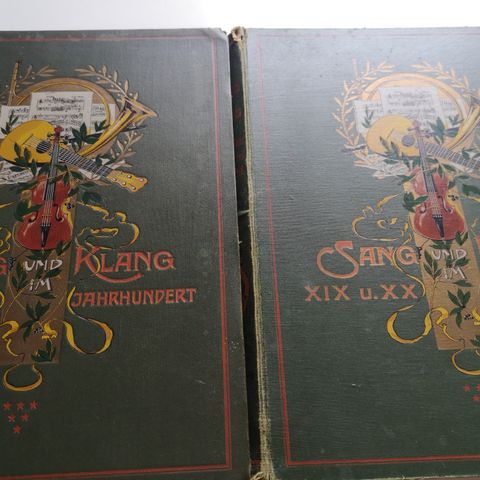 KLANG
UND
IM
JAHRHUNDERT
SANG
UND
IM
XIX U. XX